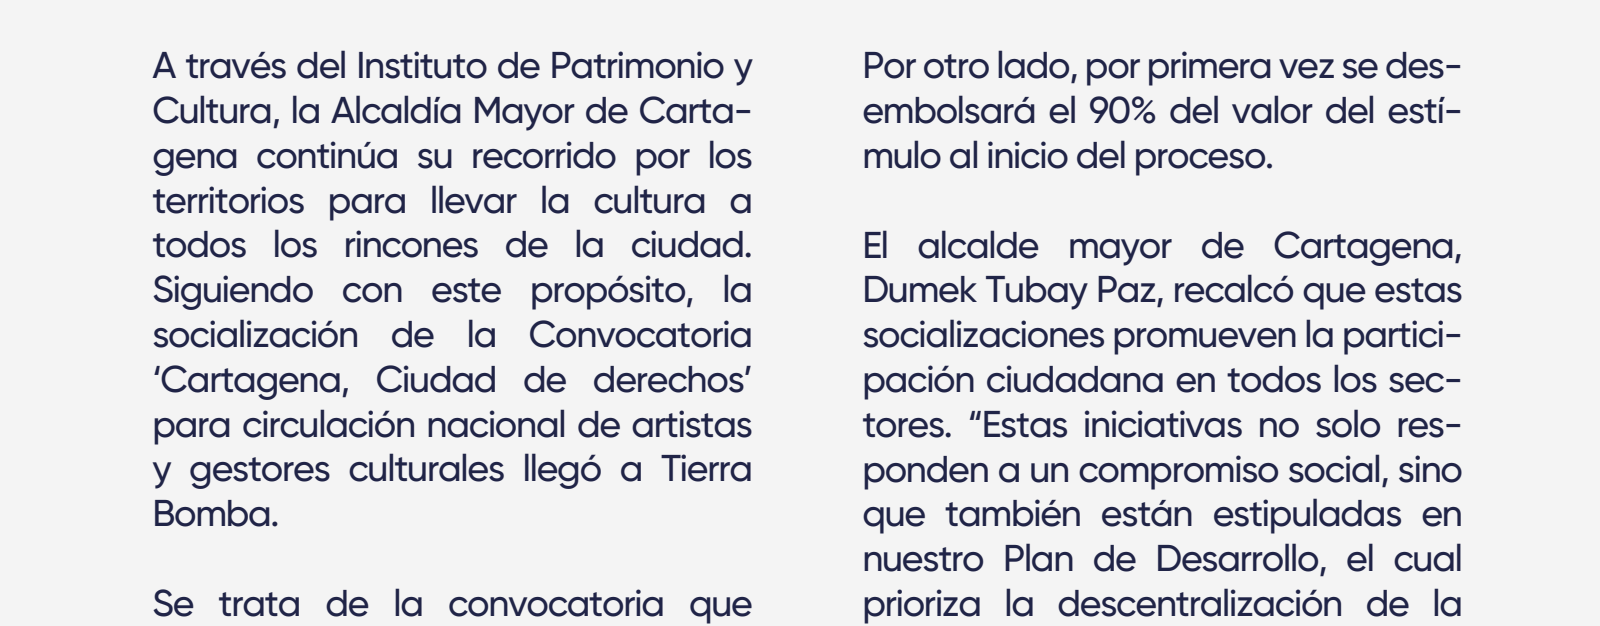 A través del Instituto de Patrimonio y
Cultura, la Alcaldía Mayor de Carta-
gena continúa su recorrido por los
territorios para llevar la cultura a
todos los rincones de la ciudad.
Siguiendo con este propósito, la
socialización de la Convocatoria
‘Cartagena, Ciudad de derechos’
para circulación nacional de artistas
y gestores culturales llegó a Tierra
Bomba.
Se trata de la convocatoria que
Por otro lado, por primera vez se des-
embolsará el 90% del valor del estí-
mulo al inicio del proceso.
El alcalde mayor de Cartagena,
Dumek Tubay Paz, recalcó que estas
socializaciones promueven la partici-
pación ciudadana en todos los sec-
tores. “Estas iniciativas no solo res-
ponden a un compromiso social, sino
que también están estipuladas en
nuestro Plan de Desarrollo, el cual
prioriza la descentralización de la